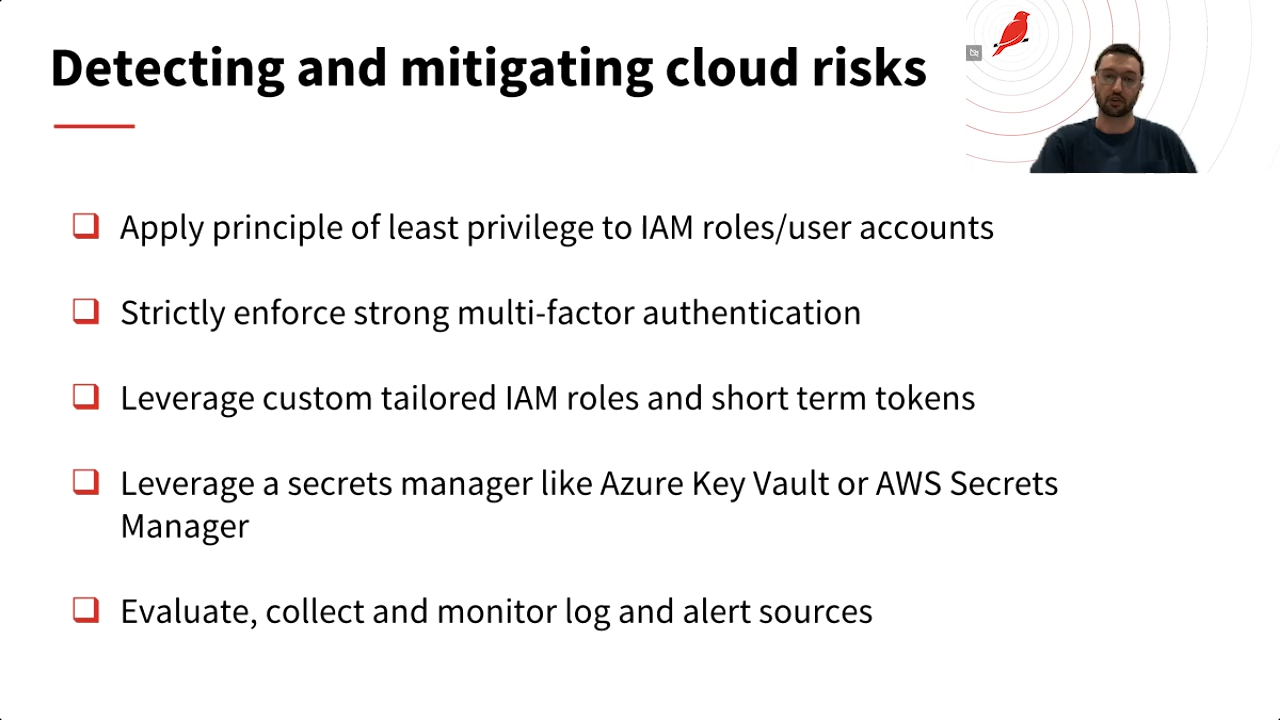 Detecting and mitigating cloud risks
Apply principle of least privilege to IAM roles/user accounts
Strictly enforce strong multi-factor authentication
Leverage custom tailored IAM roles and short term tokens
Leverage a secrets manager like Azure Key Vault or AWS Secrets
Manager
Evaluate, collect and monitor log and alert sources